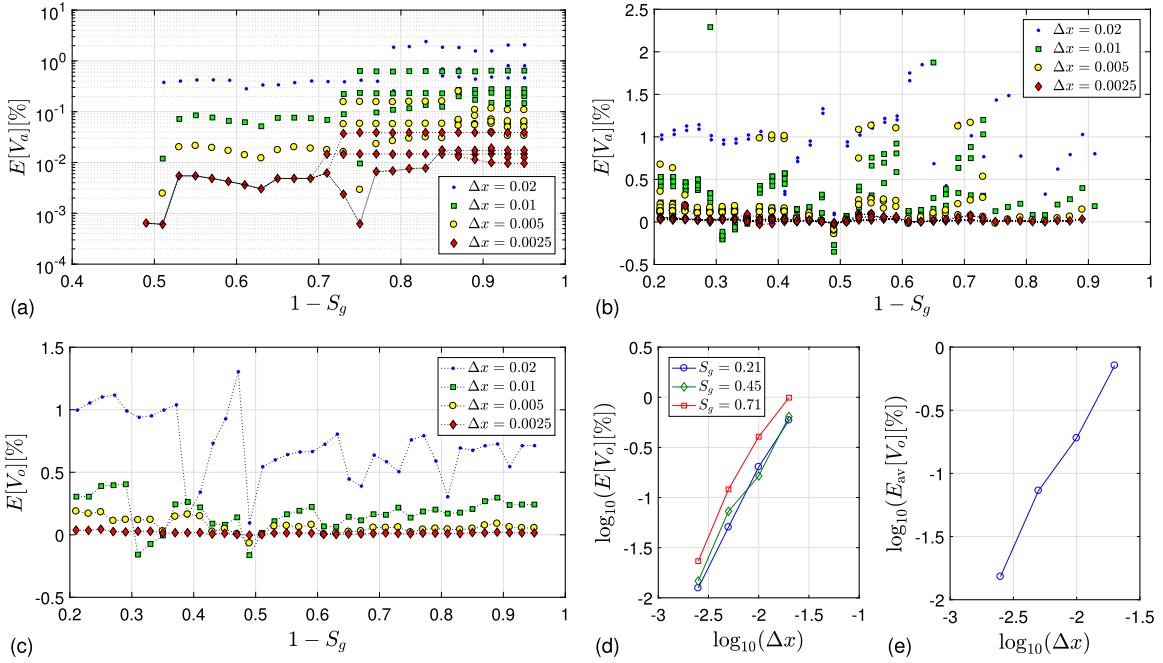 10^2
10^1
10^0
10^-1
10^-2
10^-3
10^-4
E[V_a][%]
0.4 0.5 0.6 0.7 0.8 0.9 1
1 − S_g
Δx = 0.02
Δx = 0.01
Δx = 0.005
Δx = 0.0025
(a)
2.5
2
1.5
1
0.5
0
-0.5
E[V_a][%]
0.2 0.3 0.4 0.5 0.6 0.7 0.8 0.9 1
1 − S_g
Δx = 0.02
Δx = 0.01
Δx = 0.005
Δx = 0.0025
(b)
1.5
1
0.5
0
-0.5
E[V_o][%]
0.2 0.3 0.4 0.5 0.6 0.7 0.8 0.9 1
1 − S_g
Δx = 0.02
Δx = 0.01
Δx = 0.005
Δx = 0.0025
(c)
0.5
0
-0.5
-1
-1.5
-2
log₁₀(E[V_o][%])
-3 -2.5 -2 -1.5 -1
log₁₀(Δx)
S_g = 0.21
S_g = 0.45
S_g = 0.71
(d)
-0
-0.5
-1
-1.5
-2
log₁₀(E_av[V_o][%])
-3 -2.5 -2 -1.5
log₁₀(Δx)
(e)